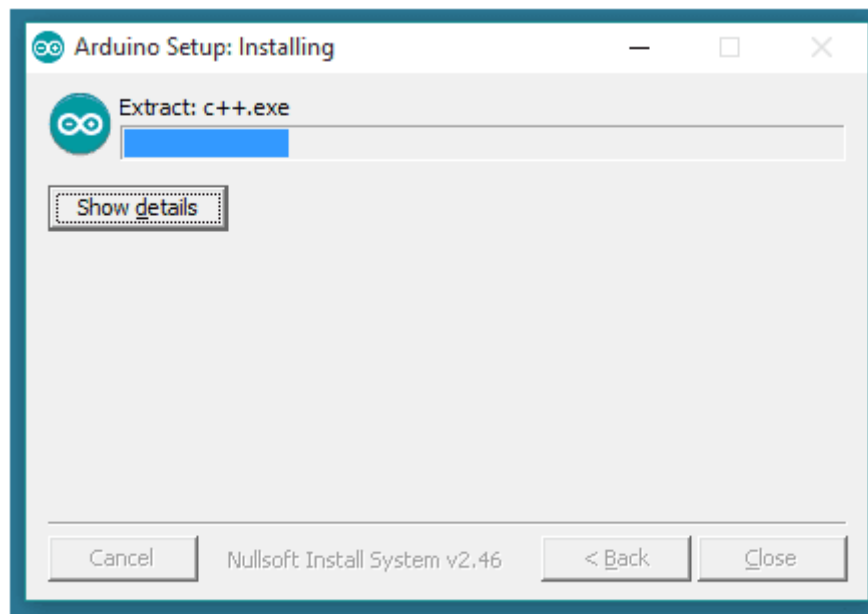 Arduino Setup: Installing
Extract: c++.exe
Show details
Cancel
Nullsoft Install System v2.46
< Back
Close